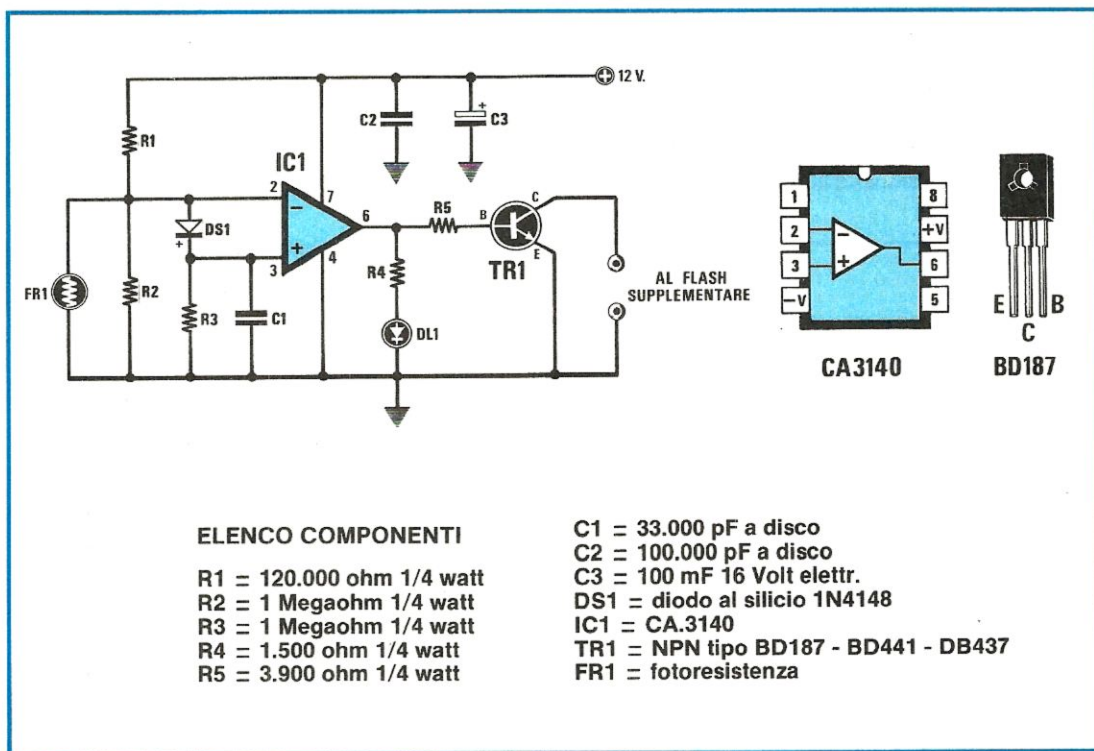 12 V.
R1
C2
+
C3
IC1
2
7
DS1
+
6
R5
B
C
E
3
4
TR1
FR1
R2
R3
C1
R4
DL1
AL FLASH
SUPPLEMENTARE
1
8
2
+V
3
6
–V
5
CA3140
E
B
C
BD187
ELENCO COMPONENTI
R1 = 120.000 ohm 1/4 watt
R2 = 1 Megaohm 1/4 watt
R3 = 1 Megaohm 1/4 watt
R4 = 1.500 ohm 1/4 watt
R5 = 3.900 ohm 1/4 watt
C1 = 33.000 pF a disco
C2 = 100.000 pF a disco
C3 = 100 mF 16 Volt elettr.
DS1 = diodo al silicio 1N4148
IC1 = CA.3140
TR1 = NPN tipo BD187 - BD441 - DB437
FR1 = fotoresistenza